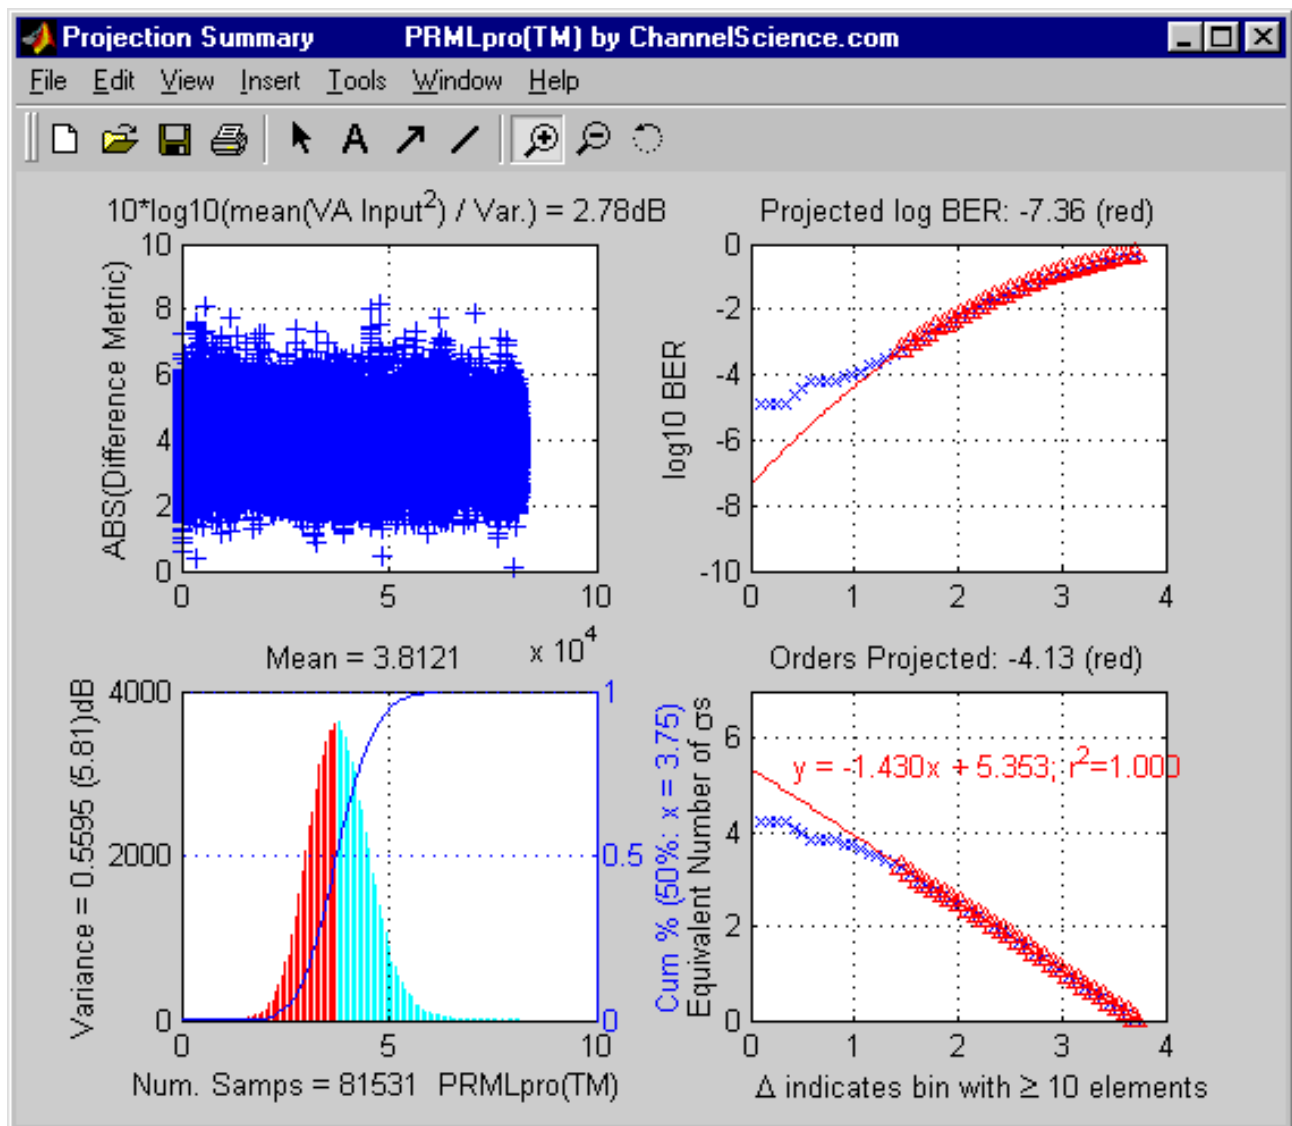 Projection Summary PRMLpro(TM) by ChannelScience.com
File Edit View Insert Tools Window Help
A
10*log10(mean(VA Input²) / Var.) = 2.78dB
ABS(Difference Metric)
10
8
6
4
2
0
0 5 10
x 10⁴
Projected log BER: -7.36 (red)
log10 BER
0
-2
-4
-6
-8
-10
0 1 2 3 4
Mean = 3.8121
Variance = 0.5595 (5.81)dB
4000
2000
0
1
0.5
0
Cum % (50%: x = 3.75)
0 5 10
Num. Samps = 81531 PRMLpro(TM)
Orders Projected: -4.13 (red)
Equivalent Number of σs
y = -1.430x + 5.353; r²=1.000
6
4
2
0
0 1 2 3 4
Δ indicates bin with ≥ 10 elements